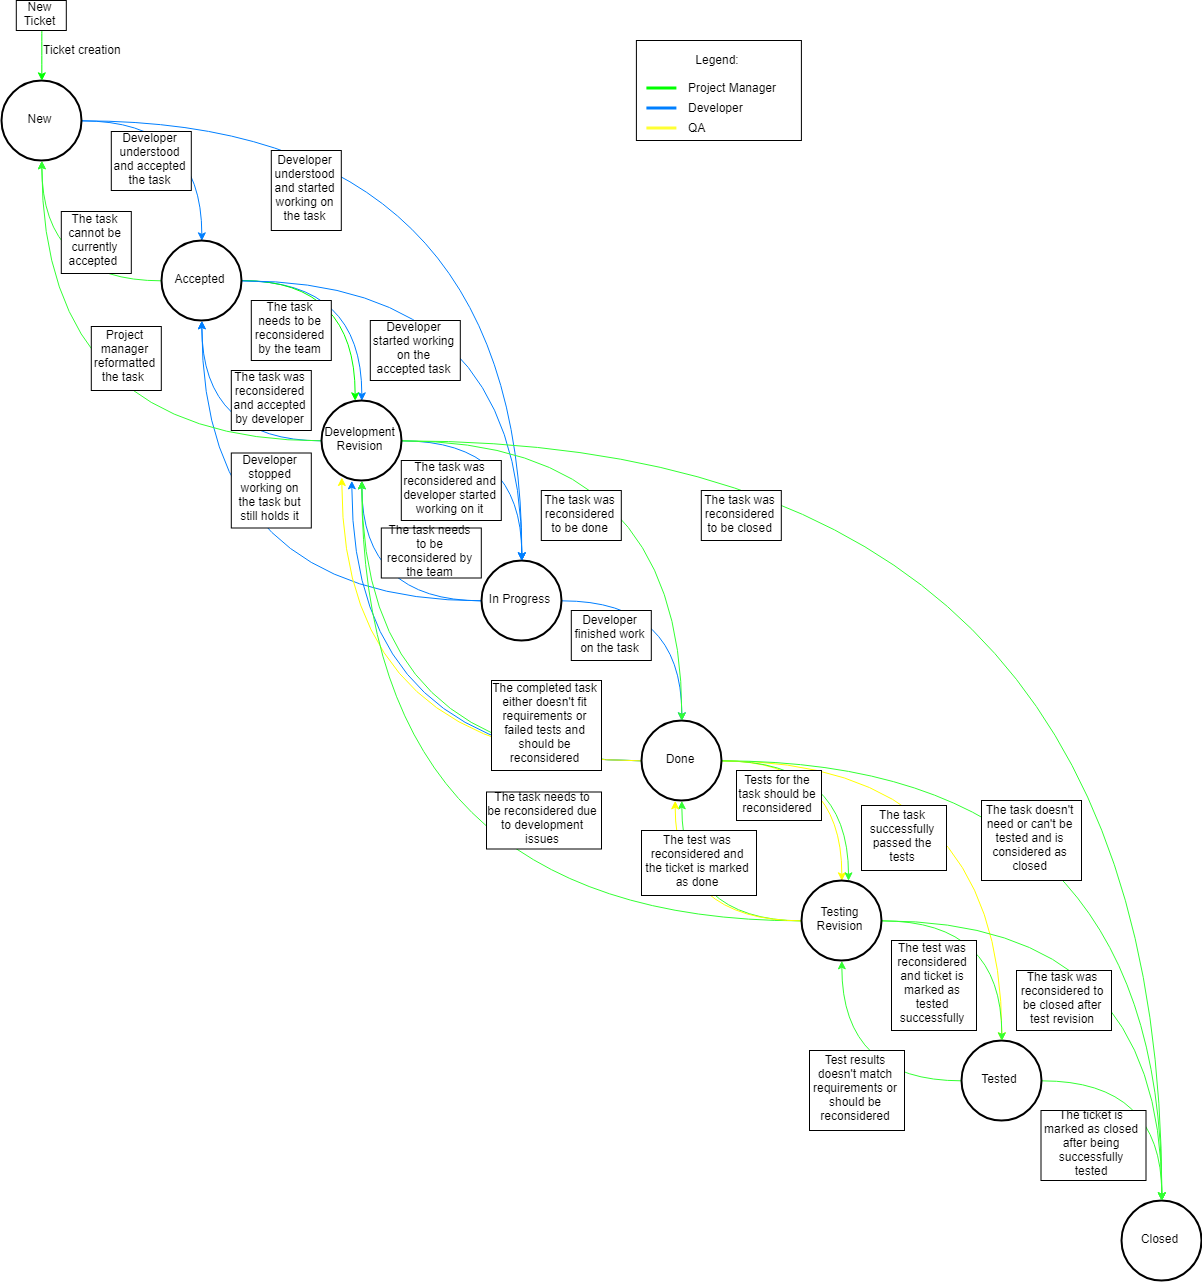 New
Ticket
Ticket creation
Legend:
Project Manager
Developer
QA
New
Developer
understood
and accepted
the task
Developer
understood
and started
working on
the task
The task
cannot be
currently
accepted
Accepted
The task
needs to be
reconsidered
by the team
Developer
started working
on the
accepted task
Project
manager
reformatted
the task
The task was
reconsidered
and accepted
by developer
Development
Revision
Developer
stopped
working on
the task but
still holds it
The task was
reconsidered and
developer started
working on it
The task was
reconsidered
to be done
The task was
reconsidered
to be closed
The task needs
to be
reconsidered by
the team
In Progress
Developer
finished work
on the task
The completed task
either doesn't fit
requirements or
failed tests and
should be
reconsidered
Done
Tests for the
task should be
reconsidered
The task needs to
be reconsidered due
to development
issues
The task
successfully
passed the
tests
The task doesn't
need or can't be
tested and is
considered as
closed
The test was
reconsidered and
the ticket is marked
as done
Testing
Revision
The test was
reconsidered
and ticket is
marked as
tested
successfully
The task was
reconsidered to
be closed after
test revision
Test results
doesn't match
requirements or
should be
reconsidered
Tested
The ticket is
marked as closed
after being
successfully
tested
Closed